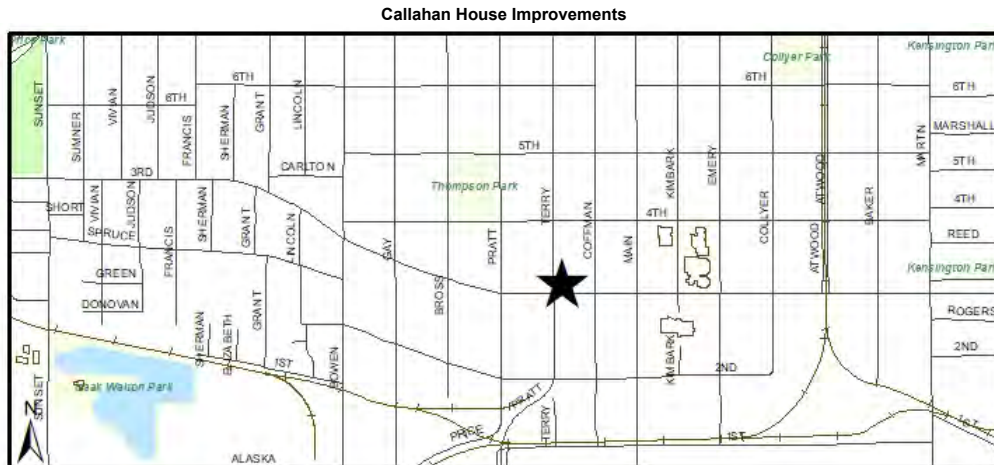 Callahan House Improvements
Kensington Park
Collyer Park
6TH
6TH
6TH
6TH
SUNSET
SUMNER
VIVIAN
JUDSON
FRANCIS
SHERMAN
GRANT
LINCOLN
MARSHALL
5TH
5TH
MARTIN
3RD
CARLTON
Thompson Park
KIMBARK
EMERY
ATWOOD
BAKER
4TH
4TH
SHORT
VIVIAN
JUDSON
SPRUCE
FRANCIS
SHERMAN
GRANT
LINCOLN
GAY
PRATT
TERRY
COFFMAN
MAIN
COLLYER
ATWOOD
REED
GREEN
Kensington Park
DONOVAN
BROSS
ROGERS
SHERMAN
ELIZABETH
GRANT
1ST
BOWEN
KIMBARK
2ND
2ND
Park
SUNSET
N
PRATT
PRICE
TERRY
1ST
1ST
ALASKA